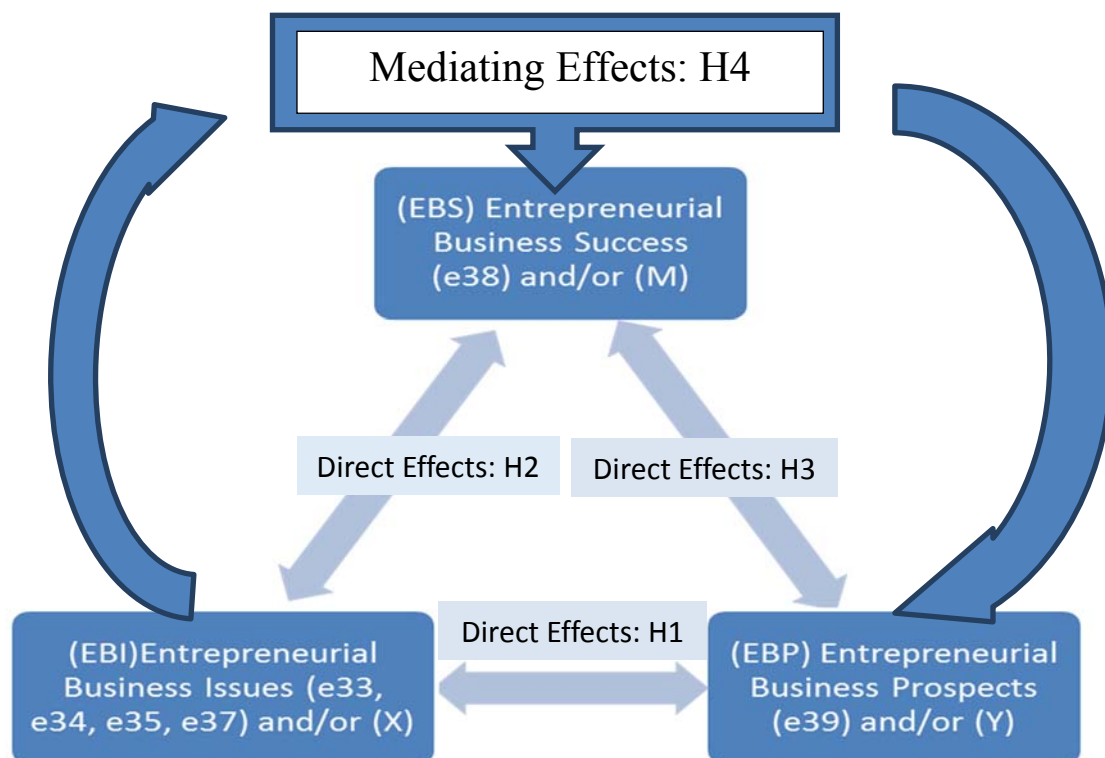 Mediating Effects: H4
(EBS) Entrepreneurial
Business Success
(e38) and/or (M)
Direct Effects: H2
Direct Effects: H3
Direct Effects: H1
(EBI)Entrepreneurial
Business Issues (e33,
e34, e35, e37) and/or (X)
(EBP) Entrepreneurial
Business Prospects
(e39) and/or (Y)